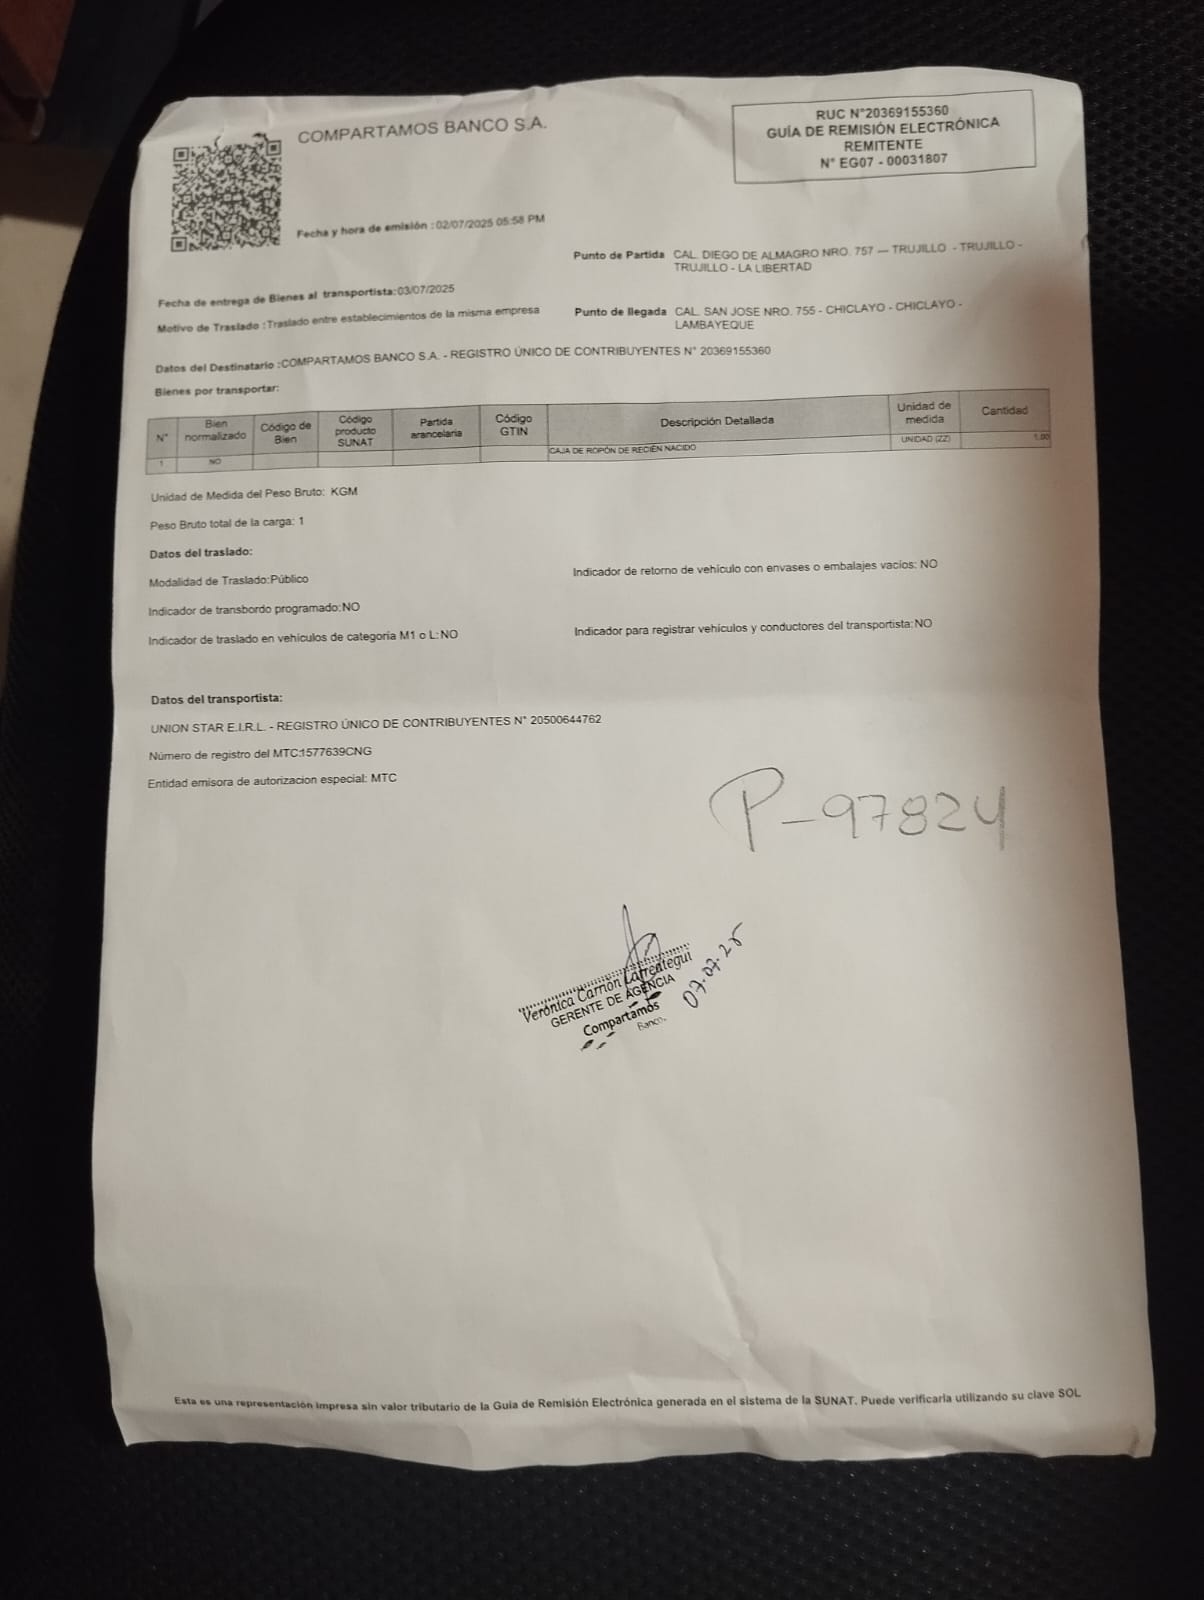 COMPARTAMOS BANCO S.A.
RUC N°20369155360
GUÍA DE REMISIÓN ELECTRÓNICA
REMITENTE
N° EG07 - 00031807
Fecha y hora de emisión :02/07/2025 05:58 PM
Punto de Partida CAL. DIEGO DE ALMAGRO NRO. 757 — TRUJILLO - TRUJILLO -
TRUJILLO - LA LIBERTAD
Fecha de entrega de Bienes al transportista:03/07/2025
Motivo de Traslado :Traslado entre establecimientos de la misma empresa
Punto de llegada CAL. SAN JOSE NRO. 755 - CHICLAYO - CHICLAYO -
LAMBAYEQUE
Datos del Destinatario :COMPARTAMOS BANCO S.A. - REGISTRO ÚNICO DE CONTRIBUYENTES N° 20369155360
Bienes por transportar:
N° Bien normalizado Código de Bien Código producto SUNAT Partida arancelaria Código GTIN Descripción Detallada Unidad de medida Cantidad
1 NO CAJA DE ROPÓN DE RECIÉN NACIDO UNIDAD (ZZ) 1.00
Unidad de Medida del Peso Bruto: KGM
Peso Bruto total de la carga: 1
Datos del traslado:
Modalidad de Traslado:Público
Indicador de retorno de vehículo con envases o embalajes vacíos: NO
Indicador de transbordo programado:NO
Indicador de traslado en vehículos de categoría M1 o L:NO
Indicador para registrar vehículos y conductores del transportista:NO
Datos del transportista:
UNION STAR E.I.R.L. - REGISTRO ÚNICO DE CONTRIBUYENTES N° 20500644762
Número de registro del MTC:1577639CNG
Entidad emisora de autorizacion especial: MTC
P-97824
Verónica Carrión Larreategui
GERENTE DE AGENCIA
Compartamos
Banco.
07.07.25
Esta es una representación impresa sin valor tributario de la Guía de Remisión Electrónica generada en el sistema de la SUNAT. Puede verificarla utilizando su clave SOL